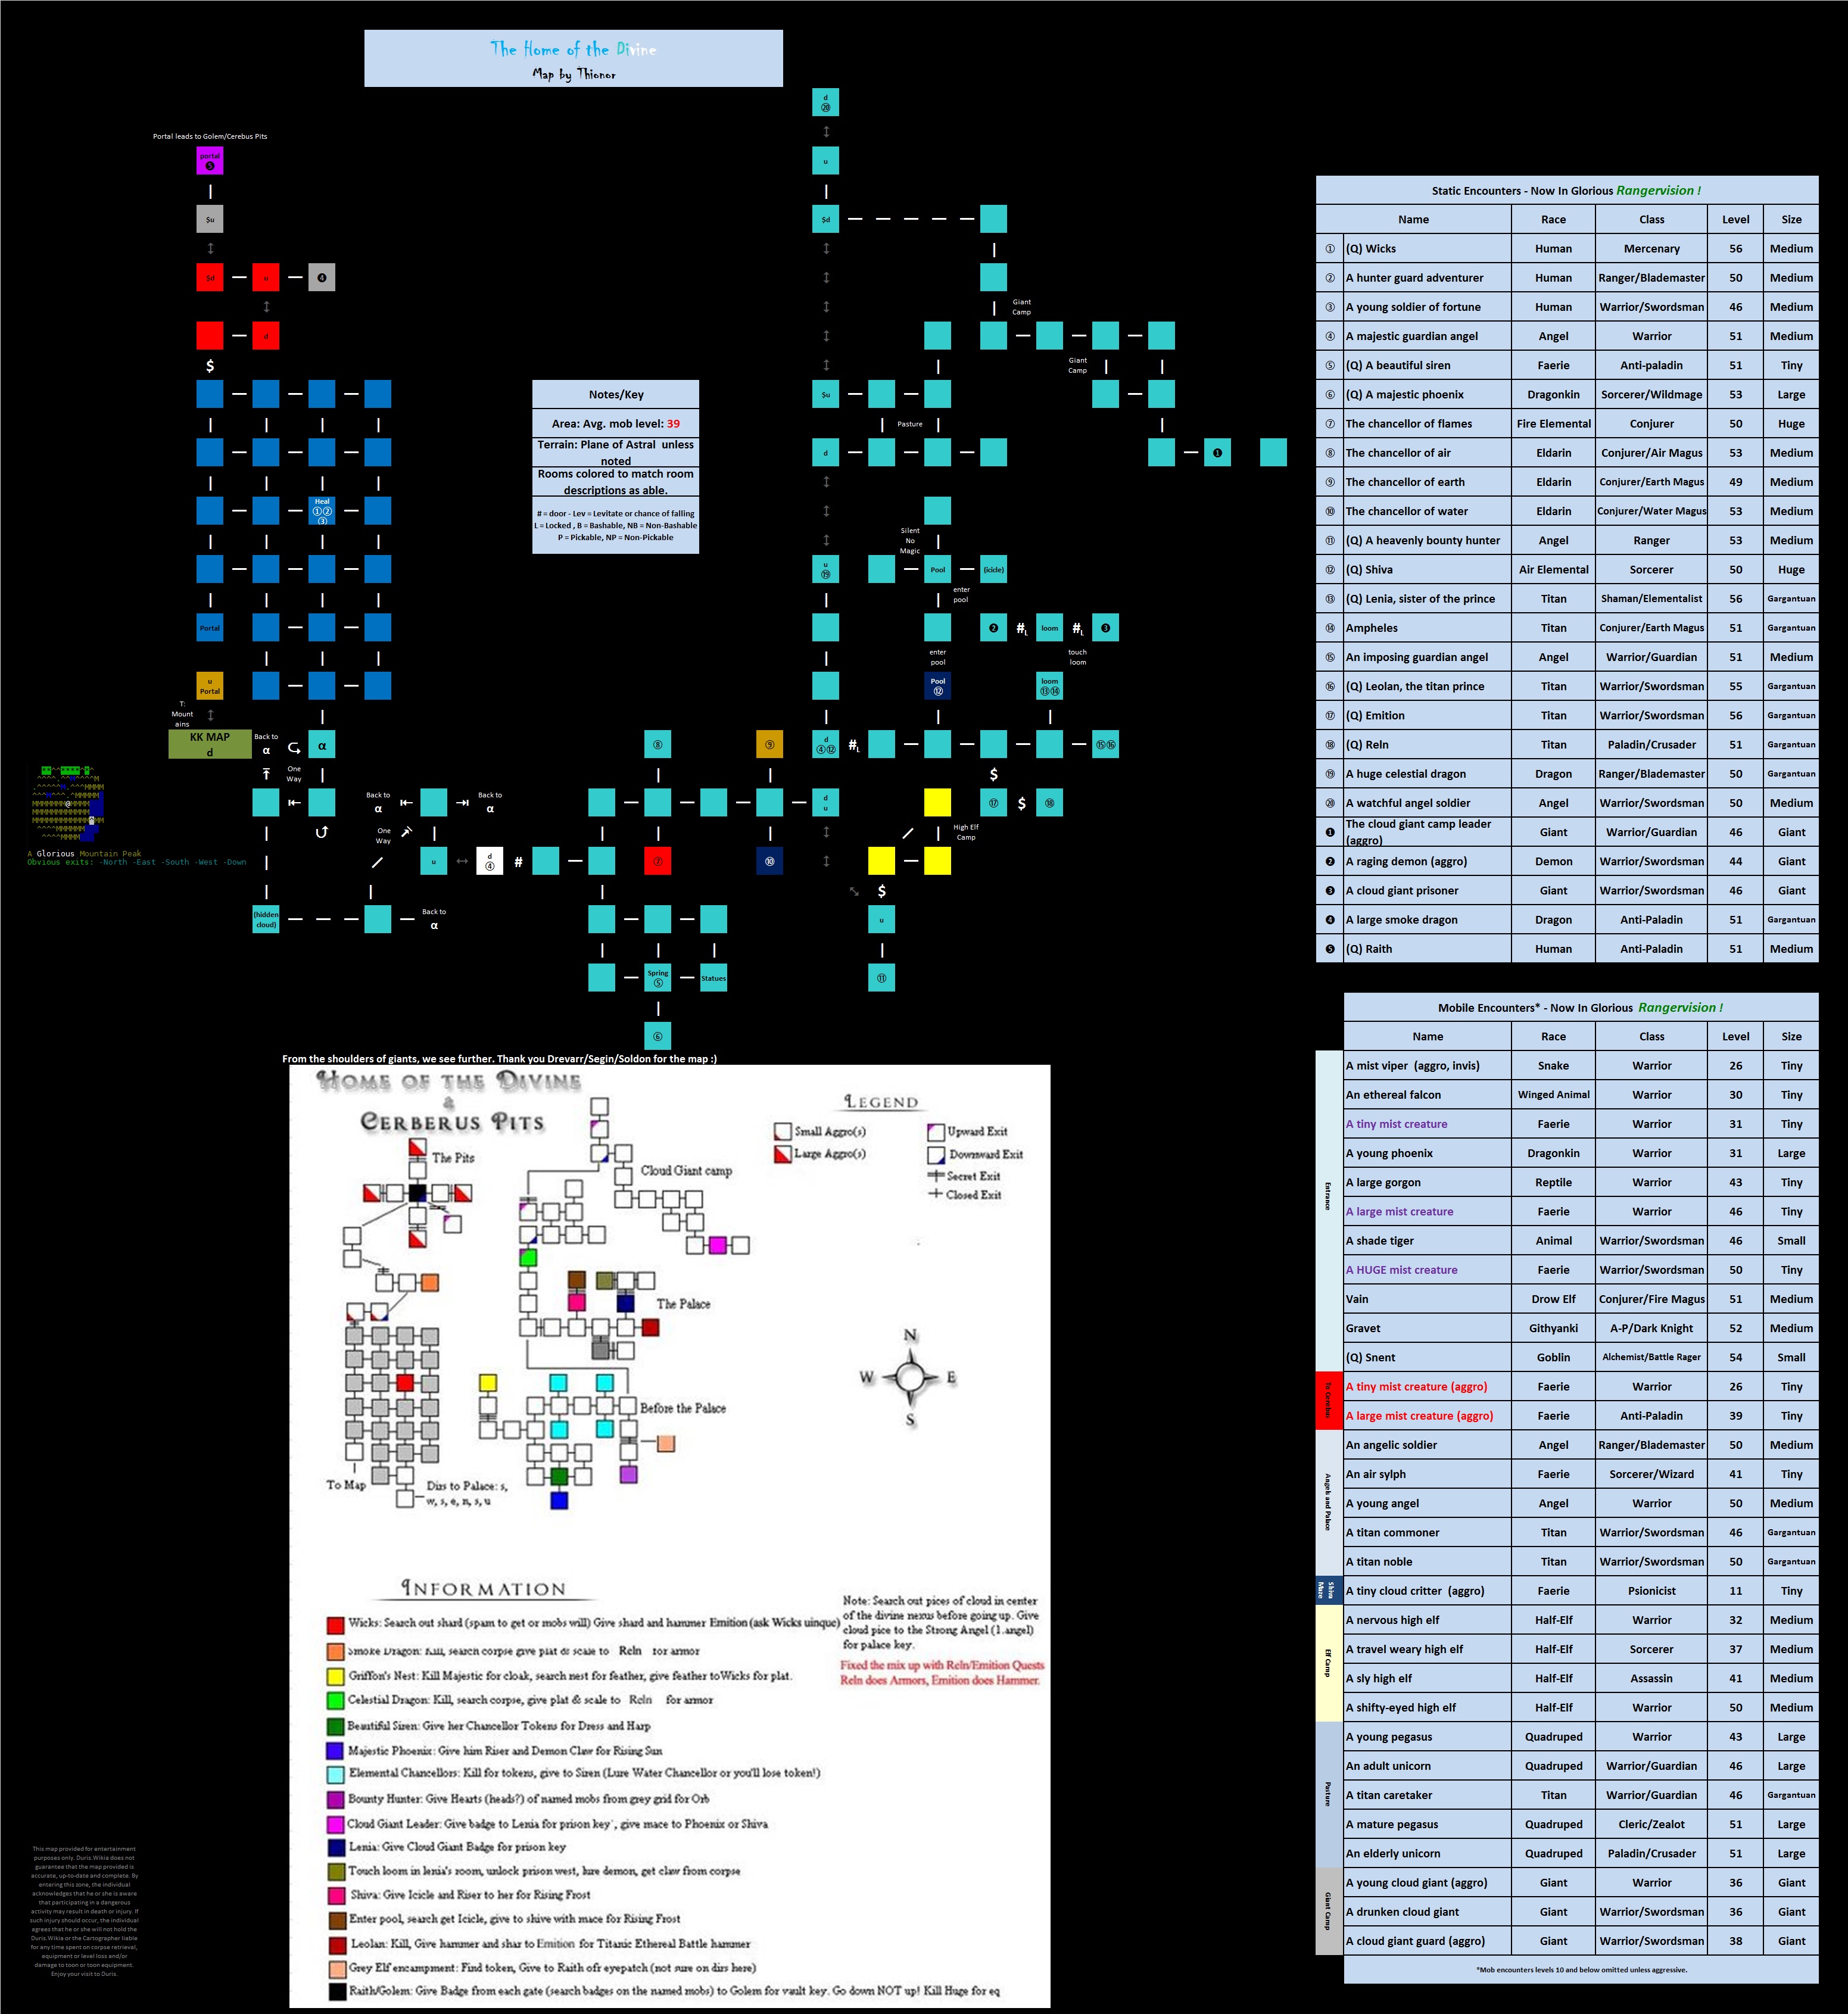 The Home of the Divine
Map by Thionor
Portal leads to Golem/Cerebus Pits
portal
❺
$u
$d
u
❹
d
$
Heal
①②
③
Portal
u
Portal
T:
Mount
ains
KK MAP
d
Back to
α
α
One
Way
(hidden
cloud)
Back to
α
Back to
α
One
Way
Back to
α
u
d
④
#
A Glorious Mountain Peak
Obvious exits: -North -East -South -West -Down
Notes/Key
Area: Avg. mob level: 39
Terrain: Plane of Astral unless
noted
Rooms colored to match room
descriptions as able.
# = door - Lev = Levitate or chance of falling
L = Locked , B = Bashable, NB = Non-Bashable
P = Pickable, NP = Non-Pickable
d
⑳
u
$d
Giant
Camp
Giant
Camp
$u
Pasture
d
❶
Silent
No
Magic
u
⑲
Pool
(icicle)
enter
pool
❷
#L
loom
#L
❸
enter
pool
touch
loom
Pool
⑫
loom
⑬⑭
⑧
⑨
d
④⑫
#L
⑮⑯
$
d
u
⑰
$
⑱
High Elf
Camp
⑦
⑩
$
u
Spring
⑤
Statues
⑪
⑥
Static Encounters - Now In Glorious Rangervision !
Name Race Class Level Size
① (Q) Wicks Human Mercenary 56 Medium
② A hunter guard adventurer Human Ranger/Blademaster 50 Medium
③ A young soldier of fortune Human Warrior/Swordsman 46 Medium
④ A majestic guardian angel Angel Warrior 51 Medium
⑤ (Q) A beautiful siren Faerie Anti-paladin 51 Tiny
⑥ (Q) A majestic phoenix Dragonkin Sorcerer/Wildmage 53 Large
⑦ The chancellor of flames Fire Elemental Conjurer 50 Huge
⑧ The chancellor of air Eldarin Conjurer/Air Magus 53 Medium
⑨ The chancellor of earth Eldarin Conjurer/Earth Magus 49 Medium
⑩ The chancellor of water Eldarin Conjurer/Water Magus 53 Medium
⑪ (Q) A heavenly bounty hunter Angel Ranger 53 Medium
⑫ (Q) Shiva Air Elemental Sorcerer 50 Huge
⑬ (Q) Lenia, sister of the prince Titan Shaman/Elementalist 56 Gargantuan
⑭ Ampheles Titan Conjurer/Earth Magus 51 Gargantuan
⑮ An imposing guardian angel Angel Warrior/Guardian 51 Medium
⑯ (Q) Leolan, the titan prince Titan Warrior/Swordsman 55 Gargantuan
⑰ (Q) Emition Titan Warrior/Swordsman 56 Gargantuan
⑱ (Q) Reln Titan Paladin/Crusader 51 Gargantuan
⑲ A huge celestial dragon Dragon Ranger/Blademaster 50 Gargantuan
⑳ A watchful angel soldier Angel Warrior/Swordsman 50 Medium
❶ The cloud giant camp leader (aggro) Giant Warrior/Guardian 46 Giant
❷ A raging demon (aggro) Demon Warrior/Swordsman 44 Giant
❸ A cloud giant prisoner Giant Warrior/Swordsman 46 Giant
❹ A large smoke dragon Dragon Anti-Paladin 51 Gargantuan
❺ (Q) Raith Human Anti-Paladin 51 Medium
Mobile Encounters* - Now In Glorious Rangervision !
Name Race Class Level Size
Entrance
A mist viper (aggro, invis) Snake Warrior 26 Tiny
An ethereal falcon Winged Animal Warrior 30 Tiny
A tiny mist creature Faerie Warrior 31 Tiny
A young phoenix Dragonkin Warrior 31 Large
A large gorgon Reptile Warrior 43 Tiny
A large mist creature Faerie Warrior 46 Tiny
A shade tiger Animal Warrior/Swordsman 46 Small
A HUGE mist creature Faerie Warrior/Swordsman 50 Tiny
Vain Drow Elf Conjurer/Fire Magus 51 Medium
Gravet Githyanki A-P/Dark Knight 52 Medium
(Q) Snent Goblin Alchemist/Battle Rager 54 Small
To Cerebus
A tiny mist creature (aggro) Faerie Warrior 26 Tiny
A large mist creature (aggro) Faerie Anti-Paladin 39 Tiny
Angels and Palace
An angelic soldier Angel Ranger/Blademaster 50 Medium
An air sylph Faerie Sorcerer/Wizard 41 Tiny
A young angel Angel Warrior 50 Medium
A titan commoner Titan Warrior/Swordsman 46 Gargantuan
A titan noble Titan Warrior/Swordsman 50 Gargantuan
Shiva
Maze
A tiny cloud critter (aggro) Faerie Psionicist 11 Tiny
Elf Camp
A nervous high elf Half-Elf Warrior 32 Medium
A travel weary high elf Half-Elf Sorcerer 37 Medium
A sly high elf Half-Elf Assassin 41 Medium
A shifty-eyed high elf Half-Elf Warrior 50 Medium
Pasture
A young pegasus Quadruped Warrior 43 Large
An adult unicorn Quadruped Warrior/Guardian 46 Large
A titan caretaker Titan Warrior/Guardian 46 Gargantuan
A mature pegasus Quadruped Cleric/Zealot 51 Large
An elderly unicorn Quadruped Paladin/Crusader 51 Large
Giant Camp
A young cloud giant (aggro) Giant Warrior 36 Giant
A drunken cloud giant Giant Warrior/Swordsman 36 Giant
A cloud giant guard (aggro) Giant Warrior/Swordsman 38 Giant
*Mob encounters levels 10 and below omitted unless aggressive.
From the shoulders of giants, we see further. Thank you Drevarr/Segin/Soldon for the map :)
Home of the Divine
&
Cerberus Pits
The Pits
Cloud Giant camp
Legend
Small Aggro(s)
Large Aggro(s)
Upward Exit
Downward Exit
Secret Exit
Closed Exit
The Palace
N
W E
S
Before the Palace
To Map
Dirs to Palace: s,
w, s, e, n, s, u
Information
Wicks: Search out shard (spam to get or mobs will) Give shard and hammer Emition (ask Wicks uinque)
Smoke Dragon: Kill, search corpse give plat & scale to Reln for armor
Griffon's Nest: Kill Majestic for cloak, search nest for feather, give feather to Wicks for plat.
Celestial Dragon: Kill, search corpse, give plat & scale to Reln for armor
Beautiful Siren: Give her Chancellor Tokens for Dress and Harp
Majestic Phoenix: Give him Riser and Demon Claw for Rising Sun
Elemental Chancellors: Kill for tokens, give to Siren (Lure Water Chancellor or you'll lose token!)
Bounty Hunter: Give Hearts (heads?) of named mobs from grey grid for Orb
Cloud Giant Leader: Give badge to Lenia for prison key`, give mace to Phoenix or Shiva
Lenia: Give Cloud Giant Badge for prison key
Touch loom in lenia's room, unlock prison west, lure demon, get claw from corpse
Shiva: Give Icicle and Riser to her for Rising Frost
Enter pool, search get Icicle, give to shive with mace for Rising Frost
Leolan: Kill, Give hammer and shar to Emition for Titanic Ethereal Battle hammer
Grey Elf encampment: Find token, Give to Raith ofr eyepatch (not sure on dirs here)
Raith/Golem: Give Badge from each gate (search badges on the named mobs) to Golem for vault key. Go down NOT up! Kill Huge for eq
Note: Search out pices of cloud in center
of the divine nexus before going up. Give
cloud pice to the Strong Angel (1.angel)
for palace key.
Fixed the mix up with Reln/Emition Quests
Reln does Armors, Emition does Hammer.
This map provided for entertainment
purposes only. Duris.Wikia does not
guarantee that the map provided is
accurate, up-to-date and complete. By
entering this zone, the individual
acknowledges that he or she is aware
that participating in a dangerous
activity may result in death or injury. If
such injury should occur, the individual
agrees that he or she will not hold the
Duris.Wikia or the Cartographer liable
for any time spent on corpse retrieval,
equipment or level loss and/or
damage to toon or toon equipment.
Enjoy your visit to Duris.